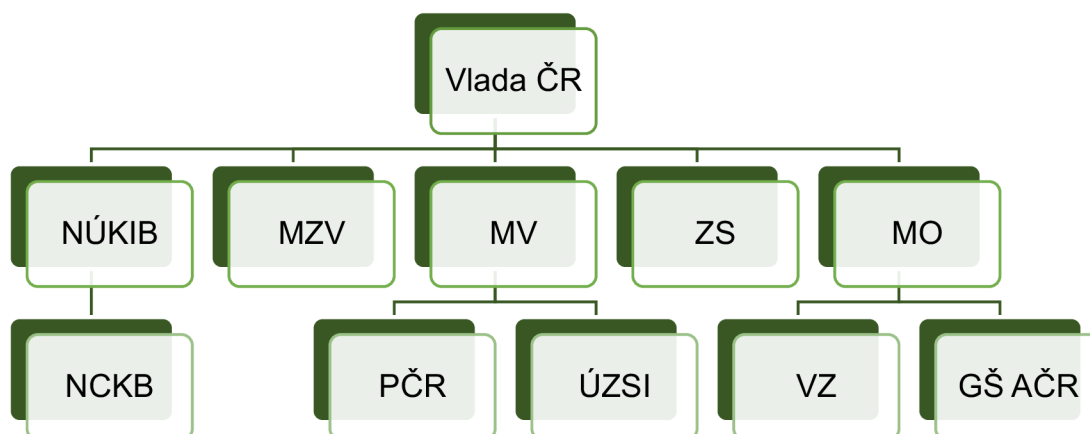 Vlada ČR
NÚKIB
MZV
MV
ZS
MO
NCKB
PČR
ÚZSI
VZ
GŠ AČR